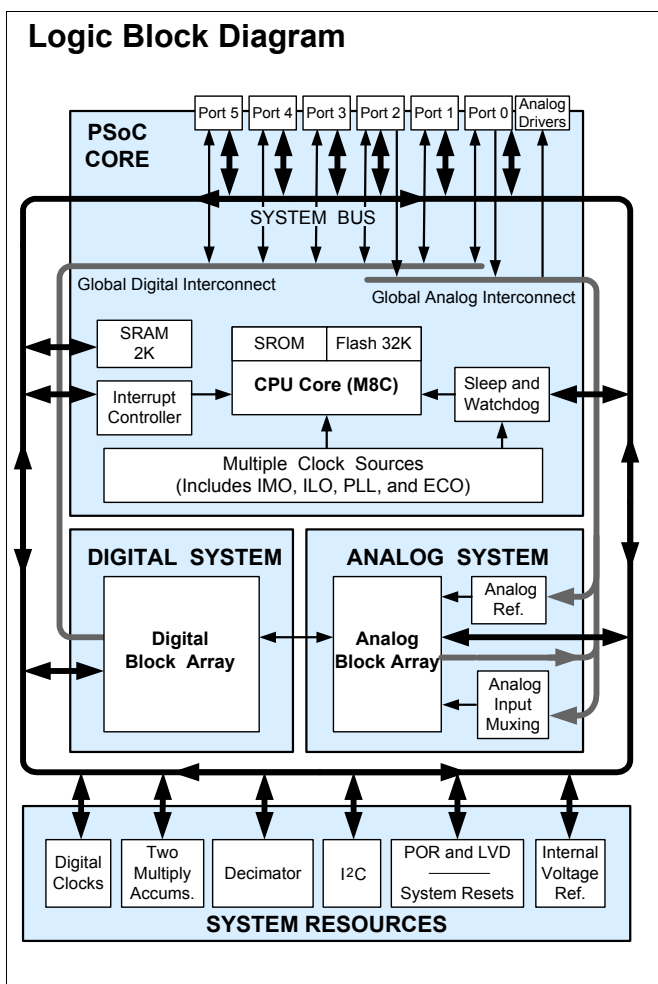 Logic Block Diagram
Port 5
Port 4
Port 3
Port 2
Port 1
Port 0
Analog
Drivers
PSoC
CORE
SYSTEM BUS
Global Digital Interconnect
Global Analog Interconnect
SRAM
2K
SROM
Flash 32K
CPU Core (M8C)
Interrupt
Controller
Sleep and
Watchdog
Multiple Clock Sources
(Includes IMO, ILO, PLL, and ECO)
DIGITAL SYSTEM
ANALOG SYSTEM
Digital
Block Array
Analog
Block Array
Analog
Ref.
Analog
Input
Muxing
Digital
Clocks
Two
Multiply
Accums.
Decimator
I2C
POR and LVD
System Resets
Internal
Voltage
Ref.
SYSTEM RESOURCES